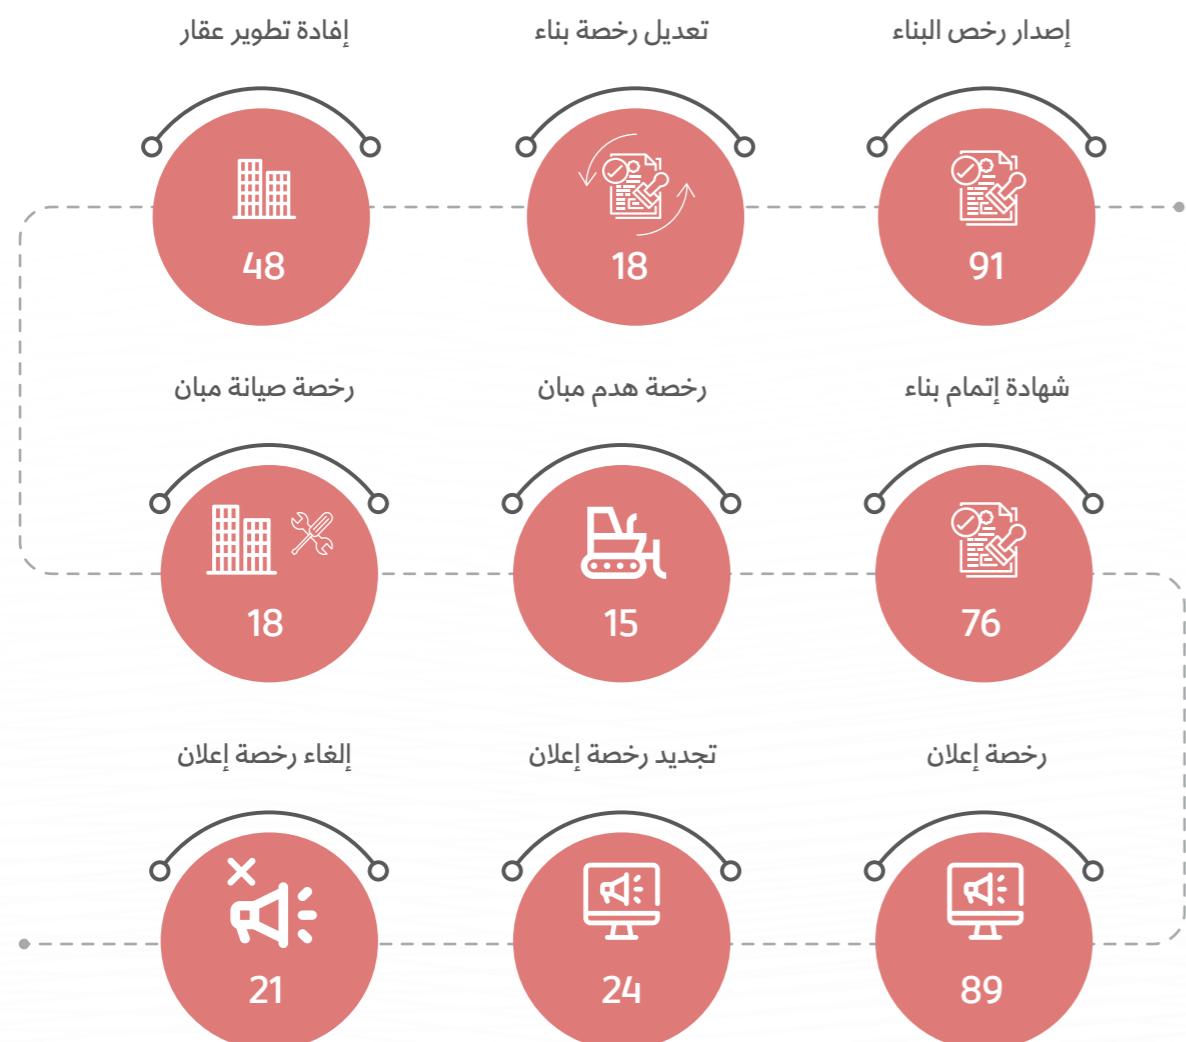 إصدار رخص البناء
91
تعديل رخصة بناء
18
إفادة تطوير عقار
48
شهادة إتمام بناء
76
رخصة هدم مبان
15
رخصة صيانة مبان
18
رخصة إعلان
89
تجديد رخصة إعلان
24
إلغاء رخصة إعلان
21